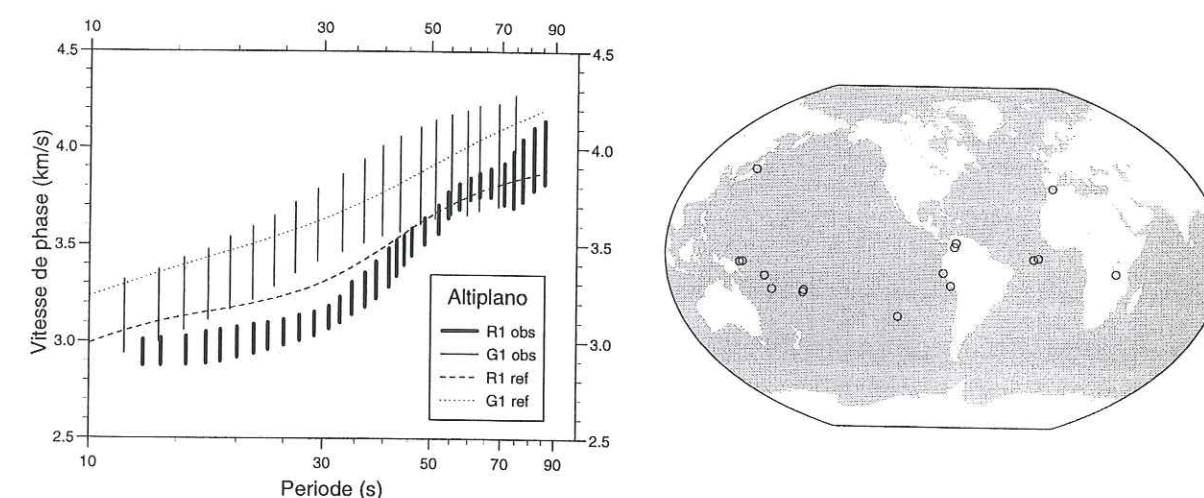 10 30 50 70 90
4.5 4.5
4.0 4.0
3.5 3.5
3.0 3.0
2.5 2.5
Vitesse de phase (km/s)
Altiplano
R1 obs
G1 obs
R1 ref
G1 ref
10 30 50 70 90
Periode (s)